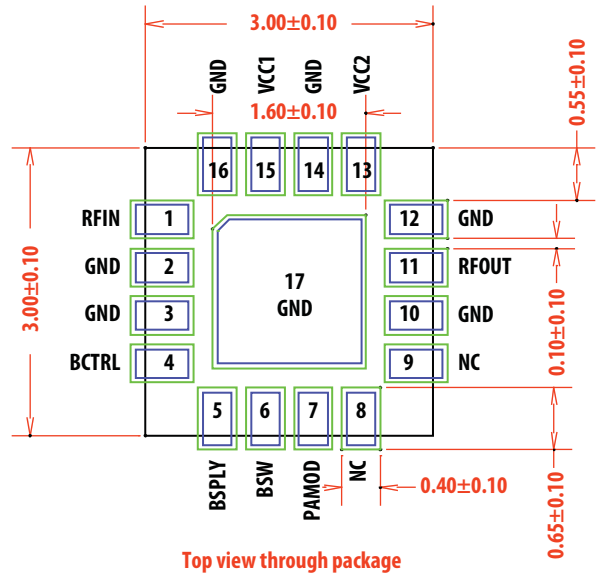 3.00±0.10
GND
VCC1
GND
VCC2
1.60±0.10
0.55±0.10
16
15
14
13
RFIN
1
12
GND
GND
2
11
RFOUT
17
GND
GND
3
10
GND
BCTRL
4
9
NC
3.00±0.10
0.10±0.10
5
6
7
8
BSPLY
BSW
PAMOD
NC
0.40±0.10
0.65±0.10
Top view through package